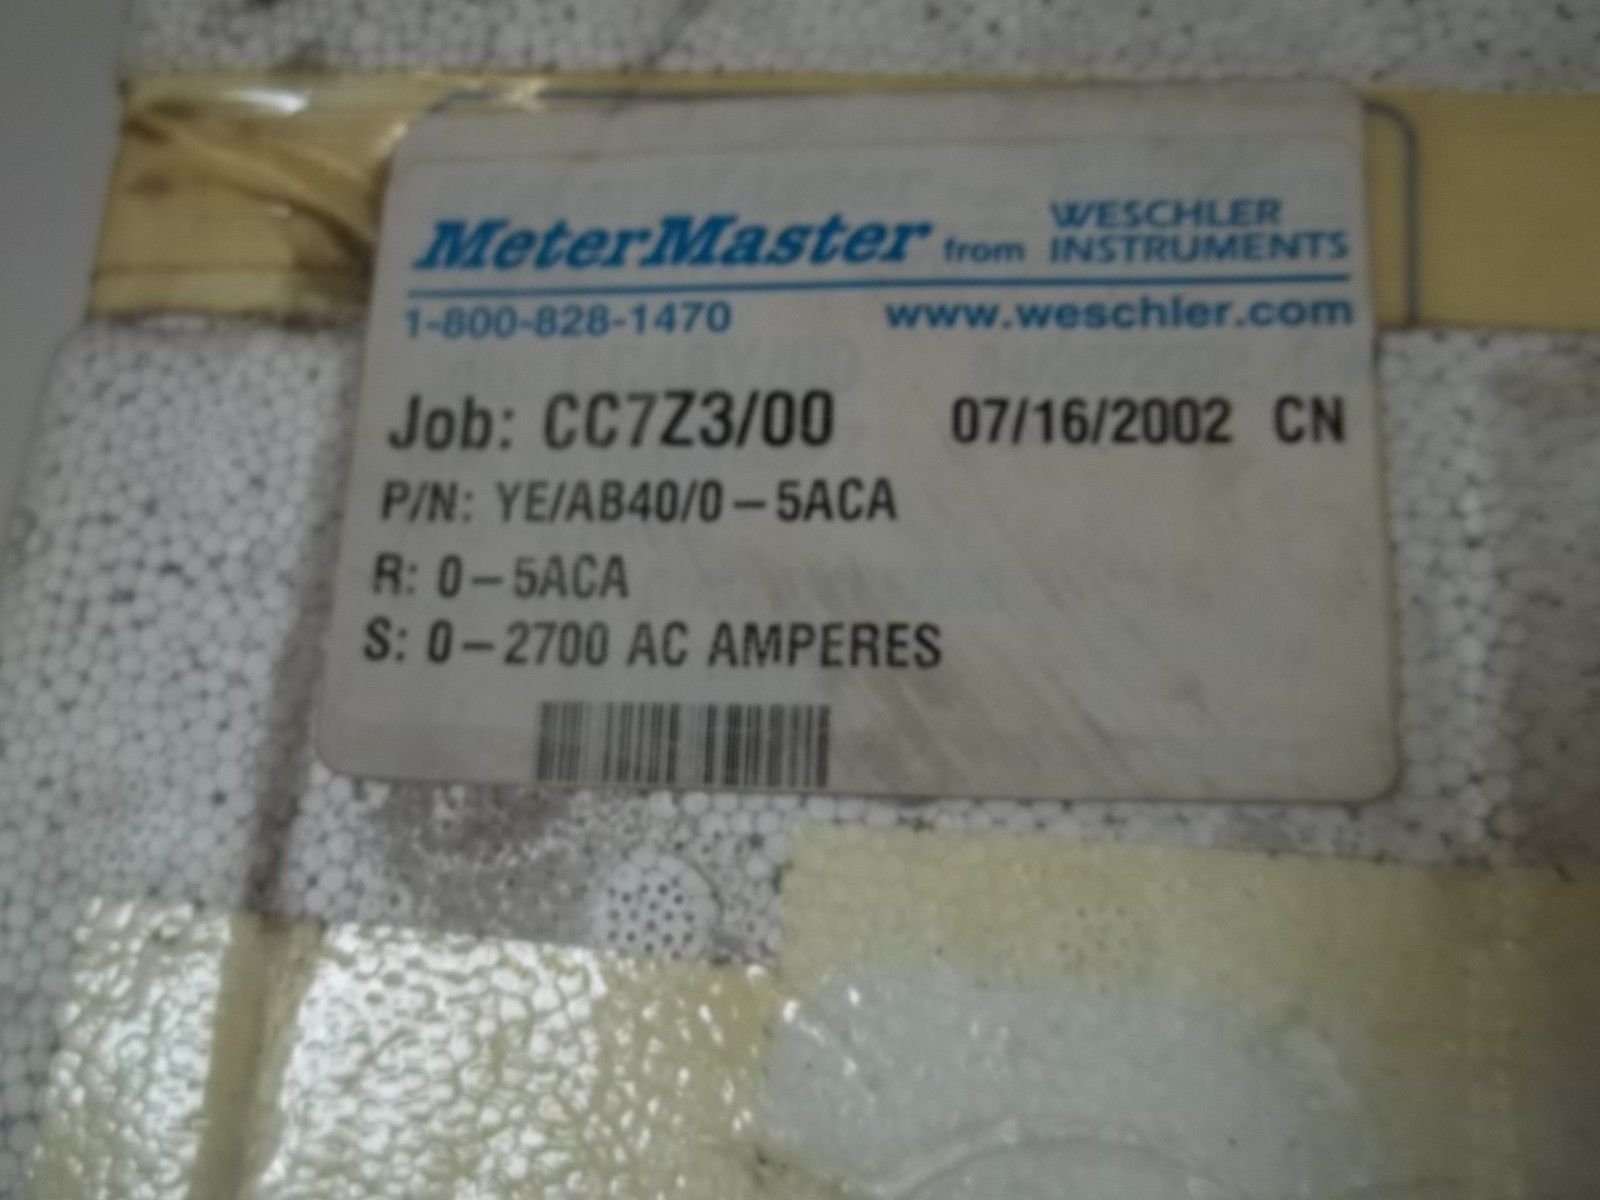 MeterMaster from WESCHLER INSTRUMENTS
1-800-828-1470 www.weschler.com
Job: CC7Z3/00 07/16/2002 CN
P/N: YE/AB40/0-5ACA
R: 0-5ACA
S: 0-2700 AC AMPERES